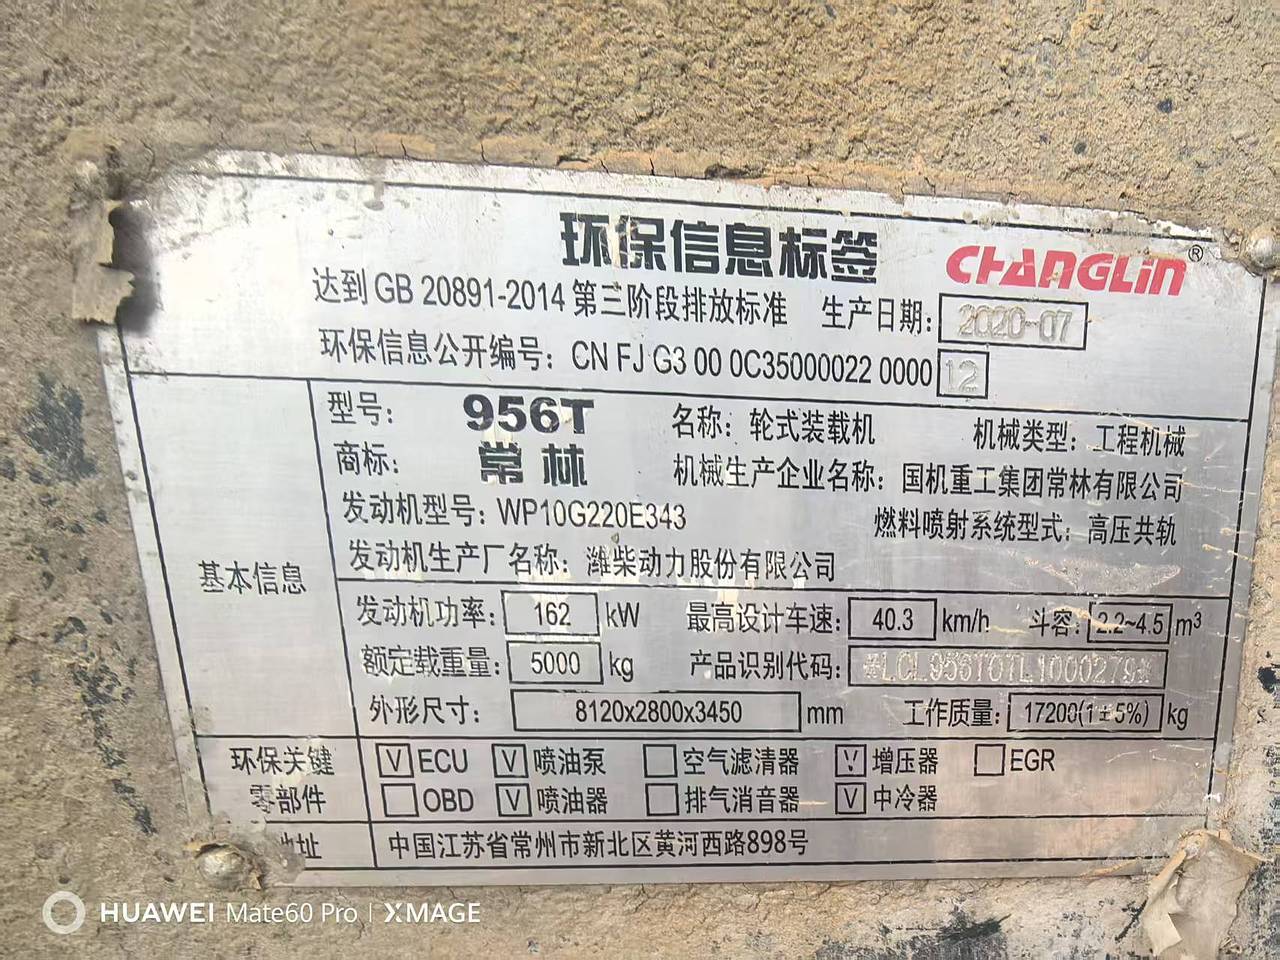 环保信息标签 CHANGLIN®
达到 GB 20891-2014 第三阶段排放标准 生产日期: 2020-07
环保信息公开编号: CN FJ G3 00 0C35000022 0000 12
基本信息
型号: 956T 名称: 轮式装载机 机械类型: 工程机械
商标: 常林 机械生产企业名称: 国机重工集团常林有限公司
发动机型号: WP10G220E343 燃料喷射系统型式: 高压共轨
发动机生产厂名称: 潍柴动力股份有限公司
发动机功率: 162 kW 最高设计车速: 40.3 km/h 斗容: 2.2~4.5 m³
额定载重量: 5000 kg 产品识别代码: *LCL956T0TL1000279*
外形尺寸: 8120x2800x3450 mm 工作质量: 17200(1±5%) kg
环保关键零部件
V ECU V 喷油泵 空气滤清器 V 增压器 EGR
OBD V 喷油器 排气消音器 V 中冷器
地址 中国江苏省常州市新北区黄河西路898号
HUAWEI Mate60 Pro | XMAGE